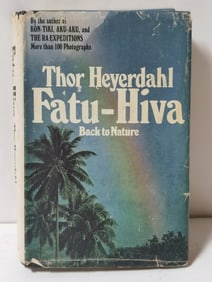 By the author of
KON-TIKI, AKU-AKU, and
THE RA EXPEDITIONS
More than 100 Photographs
Thor Heyerdahl
Fatu-Hiva
Back to Nature